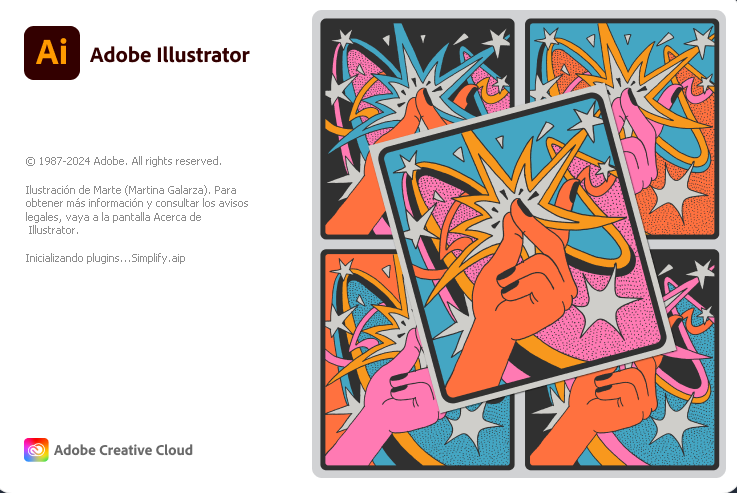 Ai
Adobe Illustrator
© 1987-2024 Adobe. All rights reserved.
Ilustración de Marte (Martina Galarza). Para
obtener más información y consultar los avisos
legales, vaya a la pantalla Acerca de
Illustrator.
Inicializando plugins...Simplify.aip
Adobe Creative Cloud